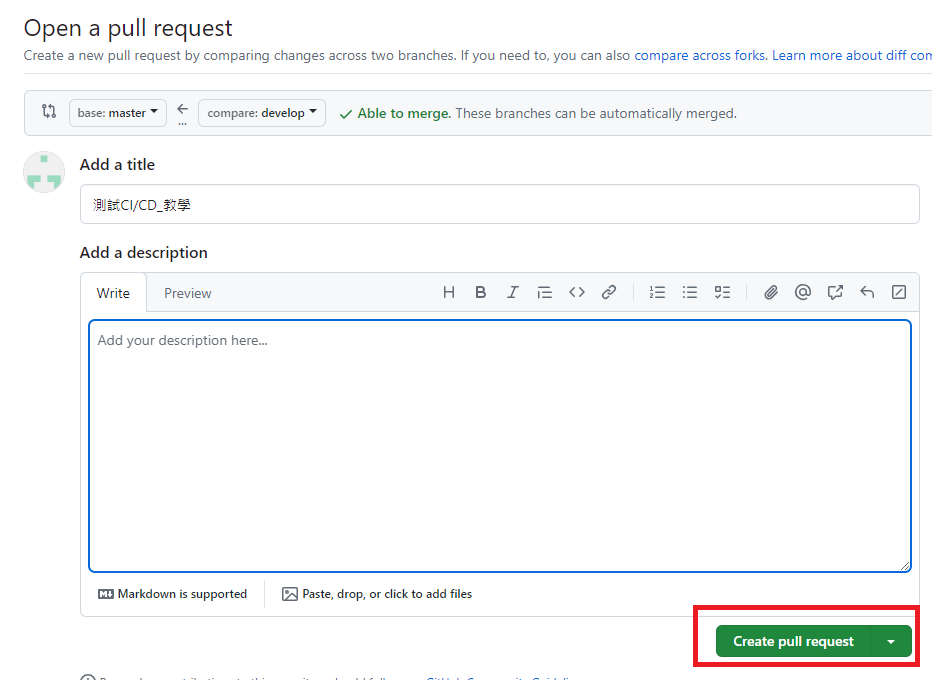 Open a pull request
Create a new pull request by comparing changes across two branches. If you need to, you can also compare across forks. Learn more about diff
base: master
compare: develop
Able to merge. These branches can be automatically merged.
Add a title
測試CI/CD_教學
Add a description
Write Preview
Add your description here...
Markdown is supported
Paste, drop, or click to add files
Create pull request